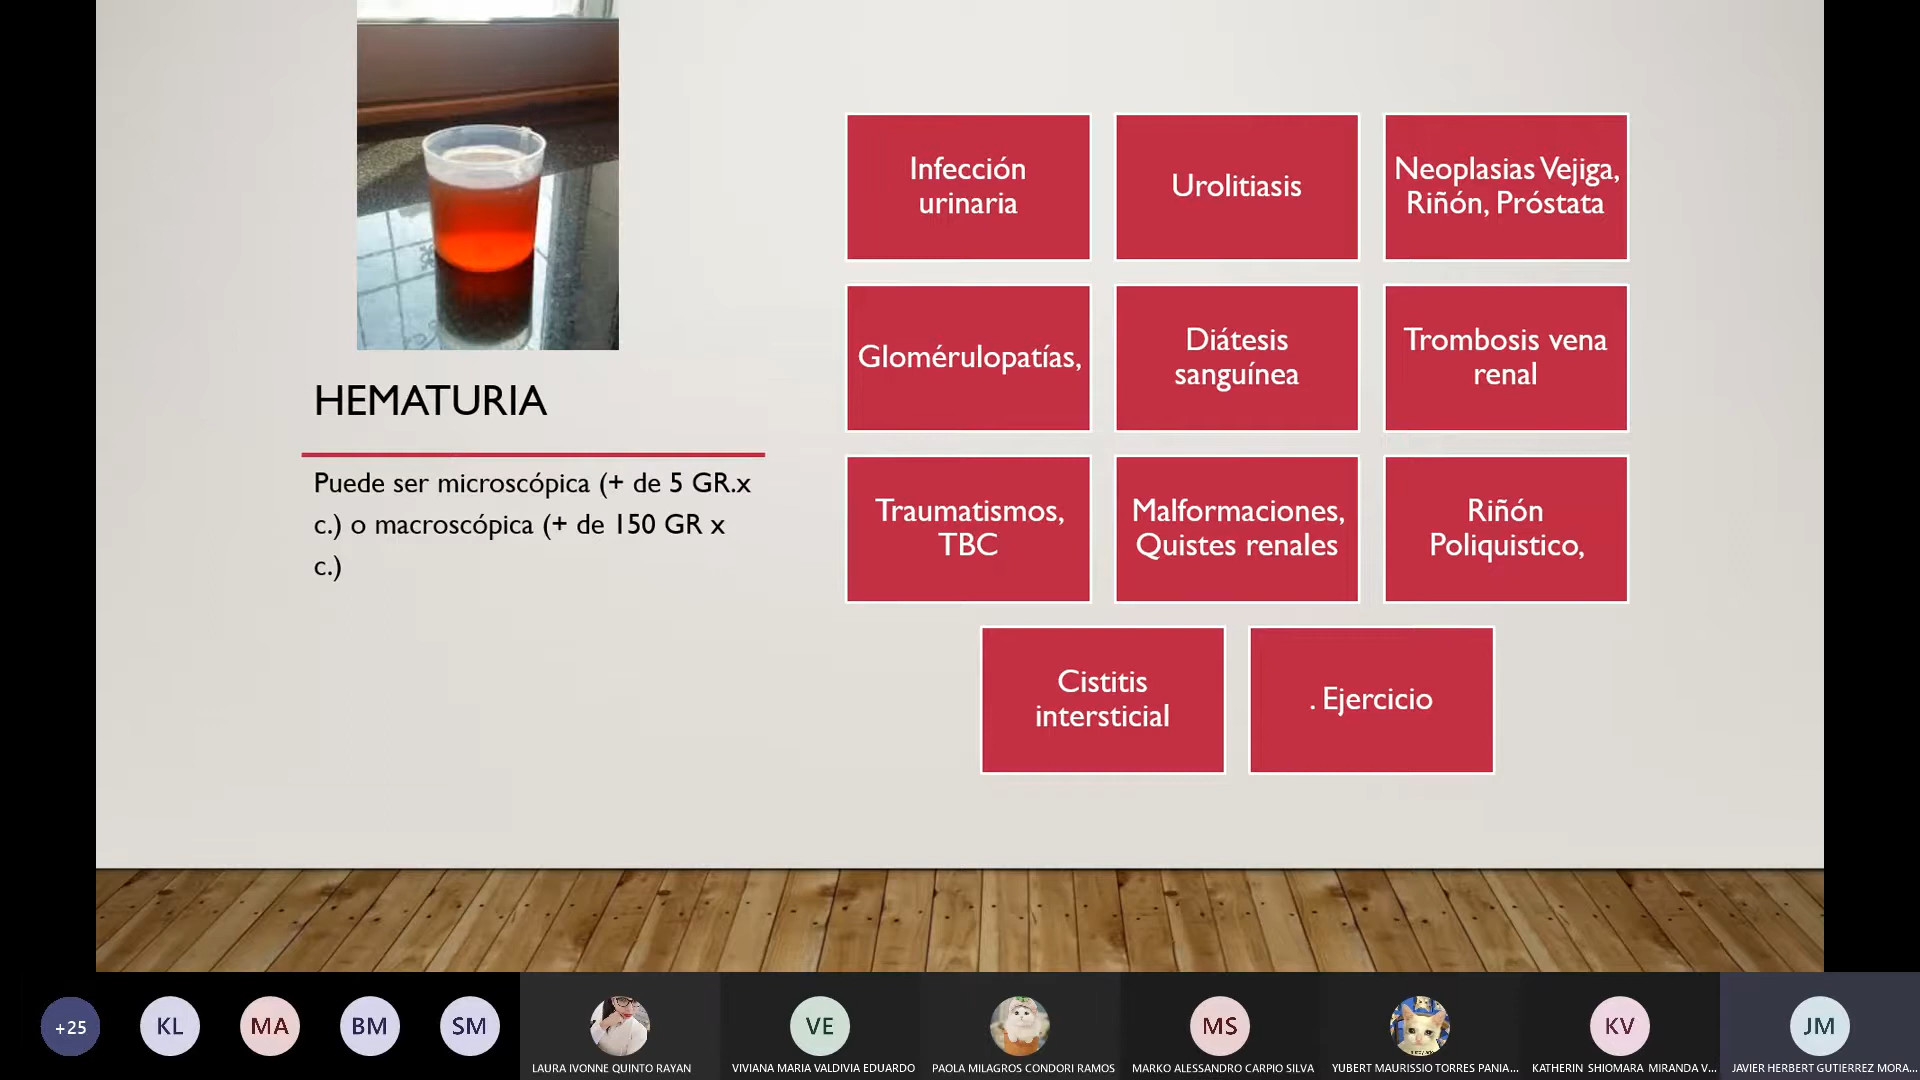 HEMATURIA
Puede ser microscópica (+ de 5 GR.x
c.) o macroscópica (+ de 150 GR x
c.)
Infección
urinaria
Urolitiasis
Neoplasias Vejiga,
Riñón, Próstata
Glomérulopatías,
Diátesis
sanguínea
Trombosis vena
renal
Traumatismos,
TBC
Malformaciones,
Quistes renales
Riñón
Poliquistico,
Cistitis
intersticial
. Ejercicio
+25
KL
MA
BM
SM
LAURA IVONNE QUINTO RAYAN
VE
VIVIANA MARIA VALDIVIA EDUARDO
PAOLA MILAGROS CONDORI RAMOS
MS
MARKO ALESSANDRO CARPIO SILVA
YUBERT MAURISSIO TORRES PANIA...
KV
KATHERIN SHIOMARA MIRANDA V...
JM
JAVIER HERBERT GUTIERREZ MORA...